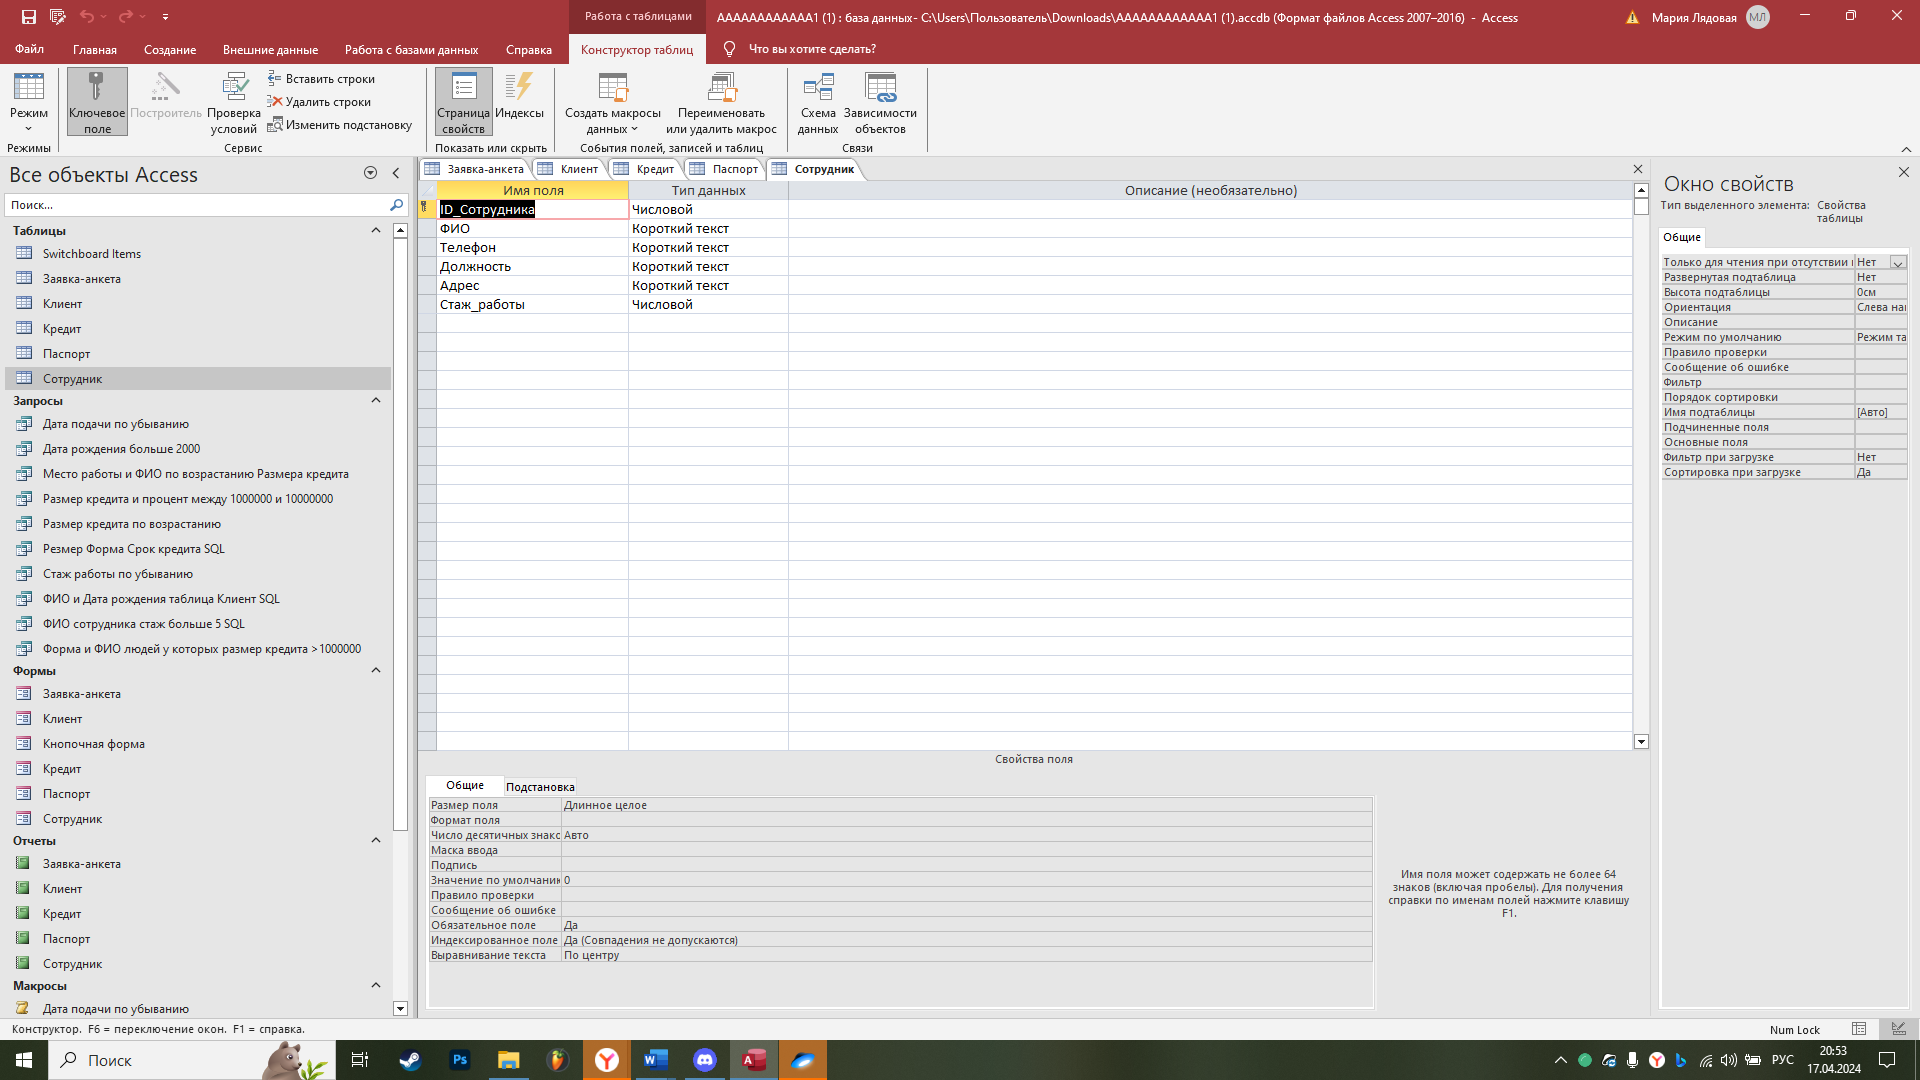 Работа с таблицами
АААААААААААА1 (1) : база данных- C:\Users\Пользователь\Downloads\АААААААААААА1 (1).accdb (Формат файлов Access 2007–2016) - Access
Мария Лядовая
МЛ
Файл
Главная
Создание
Внешние данные
Работа с базами данных
Справка
Конструктор таблиц
Что вы хотите сделать?
Режим
Ключевое поле
Построитель
Проверка условий
Вставить строки
Удалить строки
Изменить подстановку
Страница свойств
Индексы
Создать макросы данных
Переименовать или удалить макрос
Схема данных
Зависимости объектов
Режимы
Сервис
Показать или скрыть
События полей, записей и таблиц
Связи
Все объекты Access
Поиск...
Таблицы
Switchboard Items
Заявка-анкета
Клиент
Кредит
Паспорт
Сотрудник
Запросы
Дата подачи по убыванию
Дата рождения больше 2000
Место работы и ФИО по возрастанию Размера кредита
Размер кредита и процент между 1000000 и 10000000
Размер кредита по возрастанию
Резмер Форма Срок кредита SQL
Стаж работы по убыванию
ФИО и Дата рождения таблица Клиент SQL
ФИО сотрудника стаж больше 5 SQL
Форма и ФИО людей у которых размер кредита >1000000
Формы
Заявка-анкета
Клиент
Кнопочная форма
Кредит
Паспорт
Сотрудник
Отчеты
Заявка-анкета
Клиент
Кредит
Паспорт
Сотрудник
Макросы
Дата подачи по убыванию
Заявка-анкета
Клиент
Кредит
Паспорт
Сотрудник
Имя поля Тип данных Описание (необязательно)
ID_Сотрудника Числовой
ФИО Короткий текст
Телефон Короткий текст
Должность Короткий текст
Адрес Короткий текст
Стаж_работы Числовой
Свойства поля
Общие
Подстановка
Размер поля Длинное целое
Формат поля
Число десятичных знако Авто
Маска ввода
Подпись
Значение по умолчани 0
Правило проверки
Сообщение об ошибке
Обязательное поле Да
Индексированное поле Да (Совпадения не допускаются)
Выравнивание текста По центру
Имя поля может содержать не более 64
знаков (включая пробелы). Для получения
справки по именам полей нажмите клавишу
F1.
Окно свойств
Тип выделенного элемента: Свойства
таблицы
Общие
Только для чтения при отсутствии Нет
Развернутая подтаблица Нет
Высота подтаблицы 0см
Ориентация Слева на
Описание
Режим по умолчанию Режим та
Правило проверки
Сообщение об ошибке
Фильтр
Порядок сортировки
Имя подтаблицы [Авто]
Подчиненные поля
Основные поля
Фильтр при загрузке Нет
Сортировка при загрузке Да
Конструктор. F6 = переключение окон. F1 = справка.
Num Lock
Поиск
Ps
РУС
20:53
17.04.2024